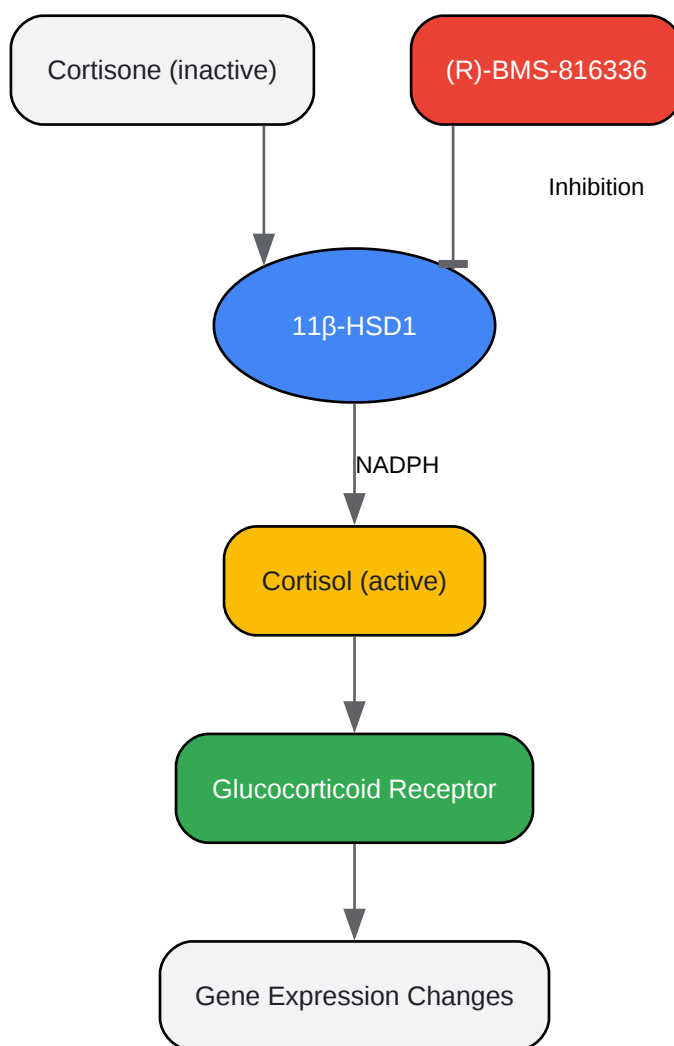 Cortisone (inactive)
(R)-BMS-816336
Inhibition
11β-HSD1
NADPH
Cortisol (active)
Glucocorticoid Receptor
Gene Expression Changes